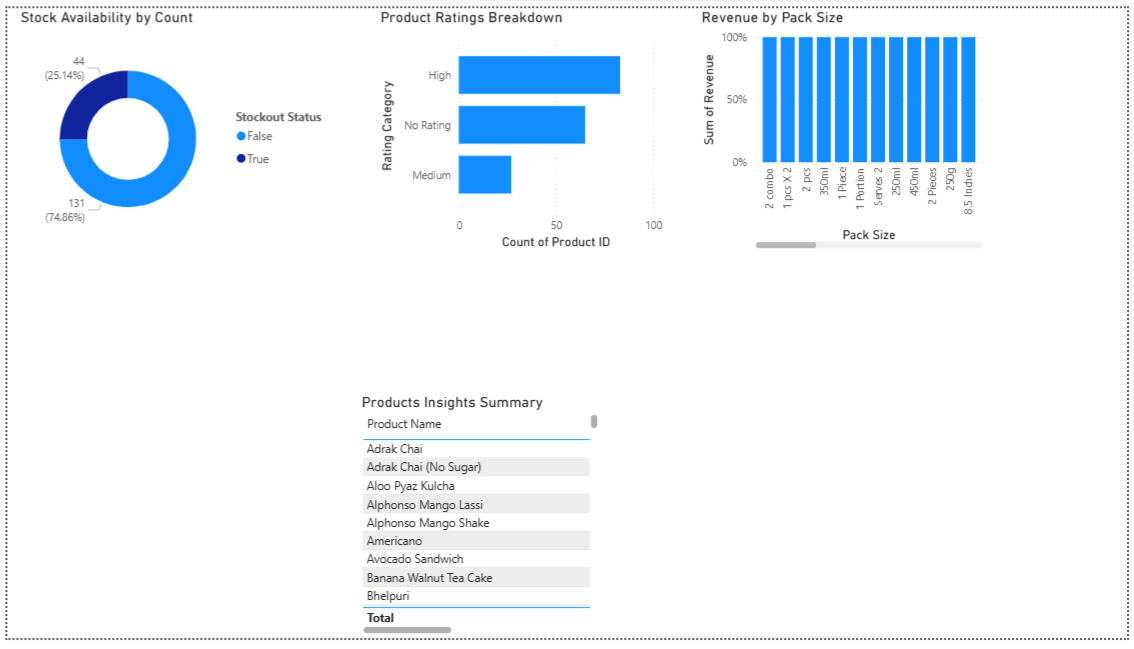 Stock Availability by Count
44
(25.14%)
131
(74.86%)
Stockout Status
False
True
Product Ratings Breakdown
Rating Category
High
No Rating
Medium
0
50
100
Count of Product ID
Revenue by Pack Size
Sum of Revenue
100%
50%
0%
2 combo
1 pcs X 2
2 pcs
350ml
1 Piece
1 Portion
Serves 2
250ml
450ml
2 Pieces
250g
8.5 Inches
Pack Size
Products Insights Summary
Product Name
Adrak Chai
Adrak Chai (No Sugar)
Aloo Pyaz Kulcha
Alphonso Mango Lassi
Alphonso Mango Shake
Americano
Avocado Sandwich
Banana Walnut Tea Cake
Bhelpuri
Total